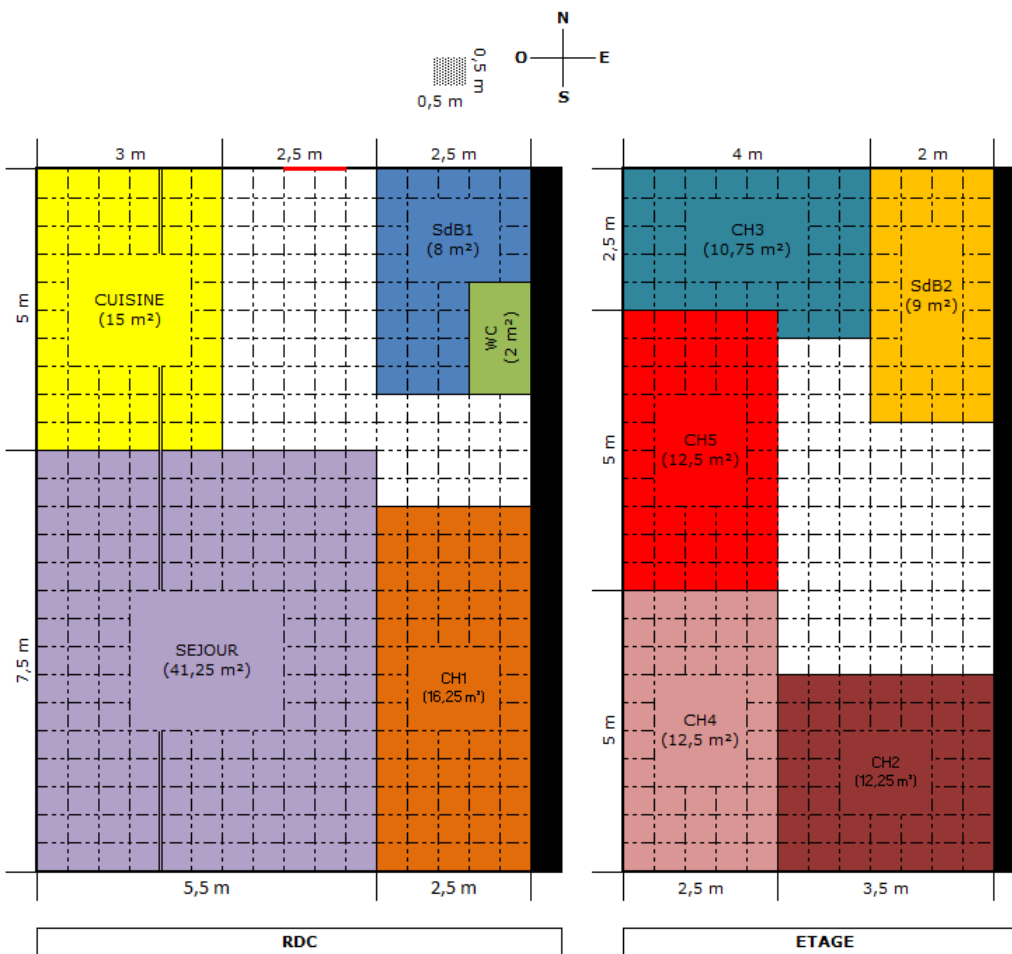 N
O
E
S
0,5 m
0,5 m
3 m
2,5 m
2,5 m
4 m
2 m
5 m
7,5 m
2,5 m
5 m
5 m
CUISINE
(15 m²)
SdB1
(8 m²)
WC
(2 m²)
SEJOUR
(41,25 m²)
CH1
(16,25 m²)
CH3
(10,75 m²)
SdB2
(9 m²)
CH5
(12,5 m²)
CH4
(12,5 m²)
CH2
(12,25 m²)
5,5 m
2,5 m
2,5 m
3,5 m
RDC
ETAGE